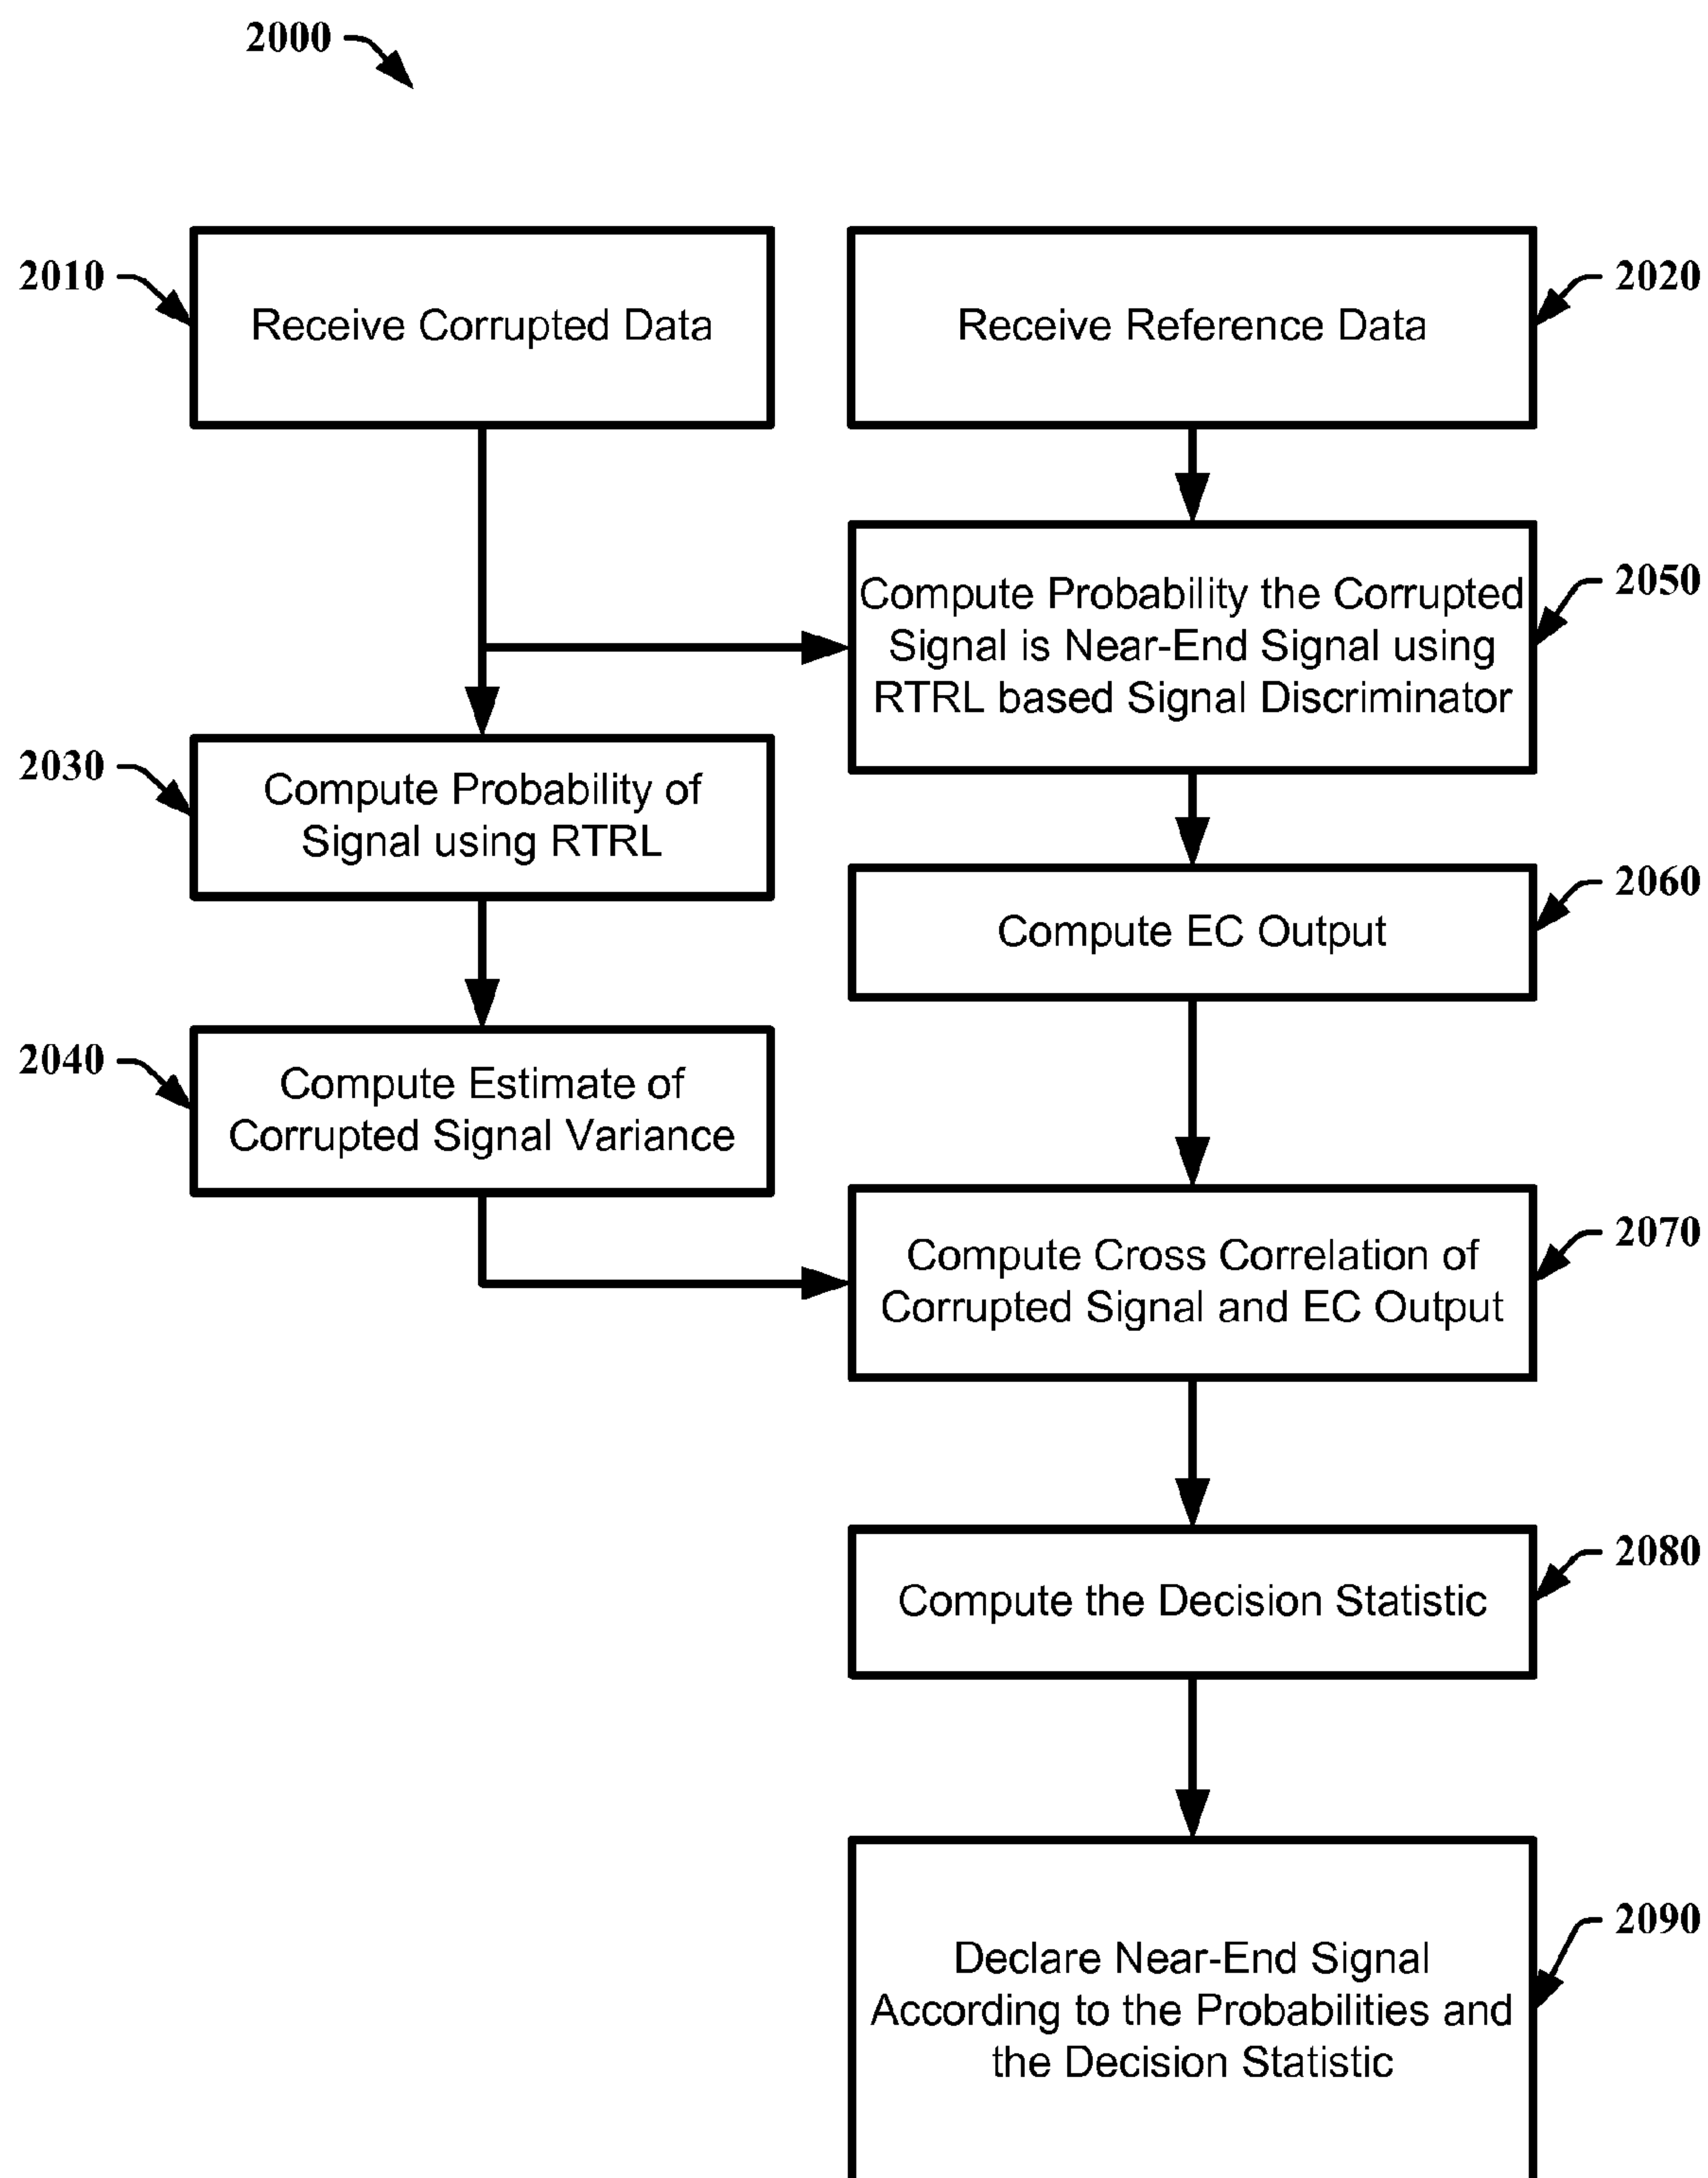 2000
2010
Receive Corrupted Data
Receive Reference Data
2020
Compute Probability the Corrupted
Signal is Near-End Signal using
RTRL based Signal Discriminator
2050
2030
Compute Probability of
Signal using RTRL
Compute EC Output
2060
2040
Compute Estimate of
Corrupted Signal Variance
Compute Cross Correlation of
Corrupted Signal and EC Output
2070
Compute the Decision Statistic
2080
Declare Near-End Signal
According to the Probabilities and
the Decision Statistic
2090